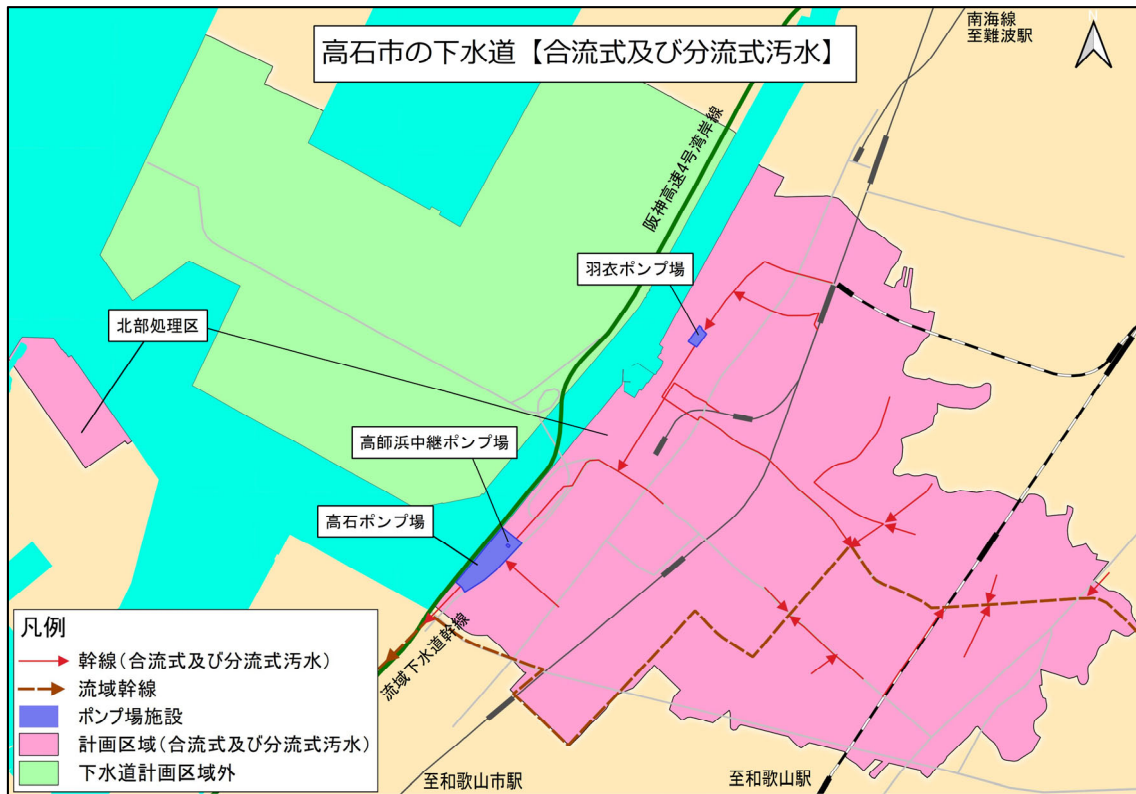 高石市の下水道【合流式及び分流式汚水】
南海線
至難波駅
N
阪神高速4号湾岸線
羽衣ポンプ場
北部処理区
高師浜中継ポンプ場
高石ポンプ場
流域下水道幹線
凡例
幹線(合流式及び分流式汚水)
流域幹線
ポンプ場施設
計画区域(合流式及び分流式汚水)
下水道計画区域外
至和歌山市駅
至和歌山駅